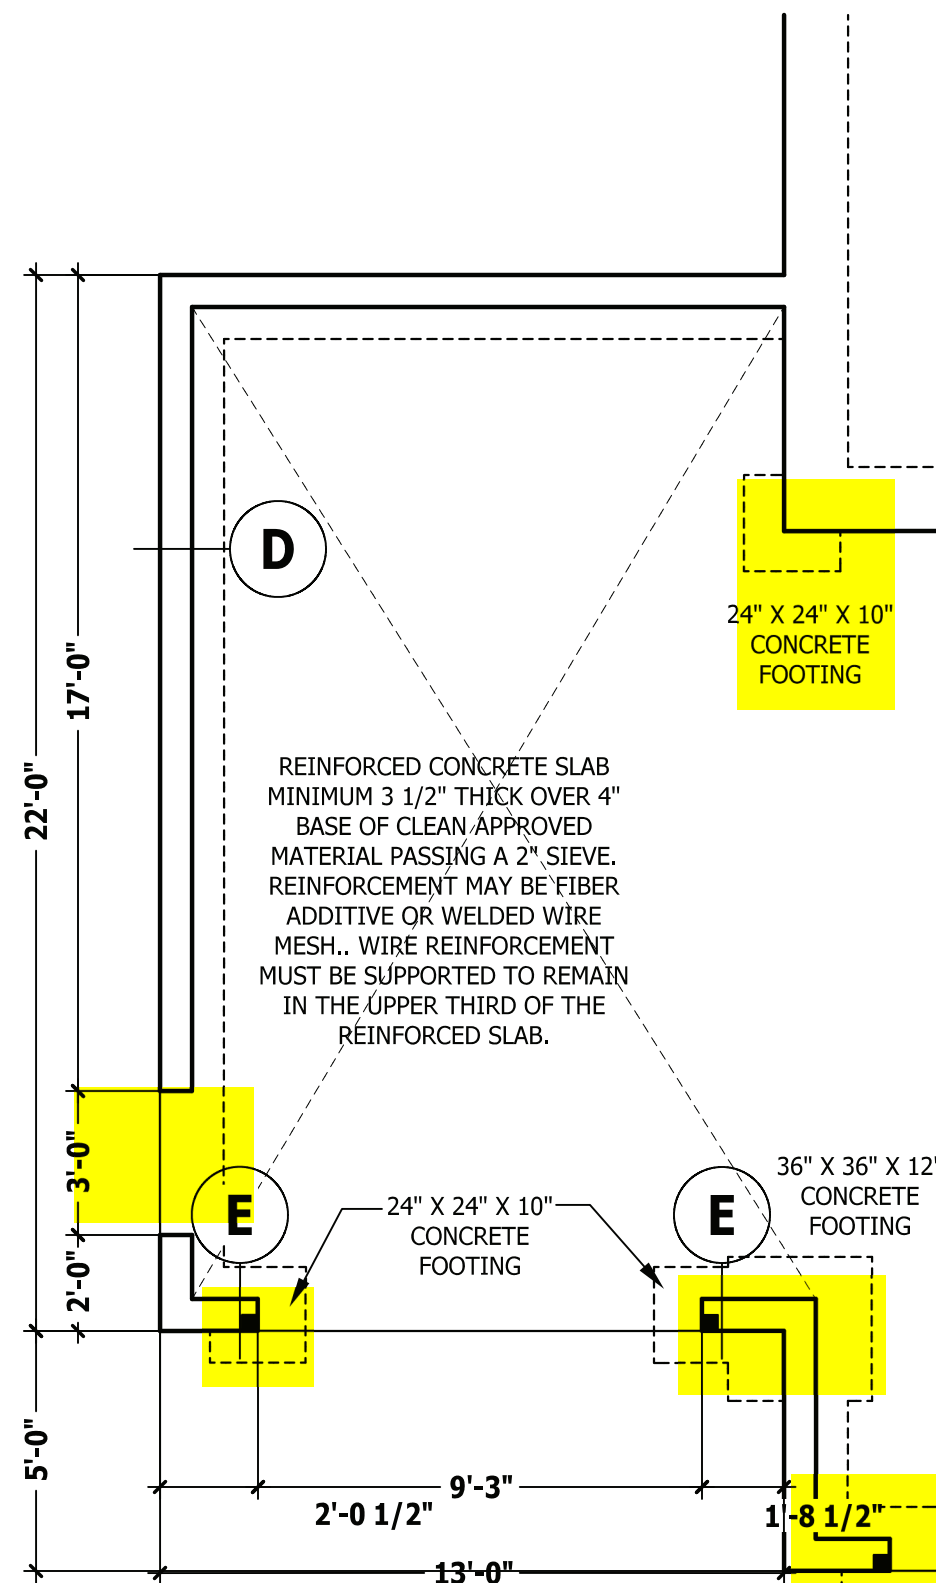 D
24" X 24" X 10"
CONCRETE
FOOTING
17'-0"
22'-0"
REINFORCED CONCRETE SLAB
MINIMUM 3 1/2" THICK OVER 4"
BASE OF CLEAN APPROVED
MATERIAL PASSING A 2" SIEVE.
REINFORCEMENT MAY BE FIBER
ADDITIVE OR WELDED WIRE
MESH.. WIRE REINFORCEMENT
MUST BE SUPPORTED TO REMAIN
IN THE UPPER THIRD OF THE
REINFORCED SLAB.
3'-0"
E
24" X 24" X 10"
CONCRETE
FOOTING
E
36" X 36" X 12"
CONCRETE
FOOTING
2'-0"
5'-0"
9'-3"
2'-0 1/2"
1'-8 1/2"
13'-0"